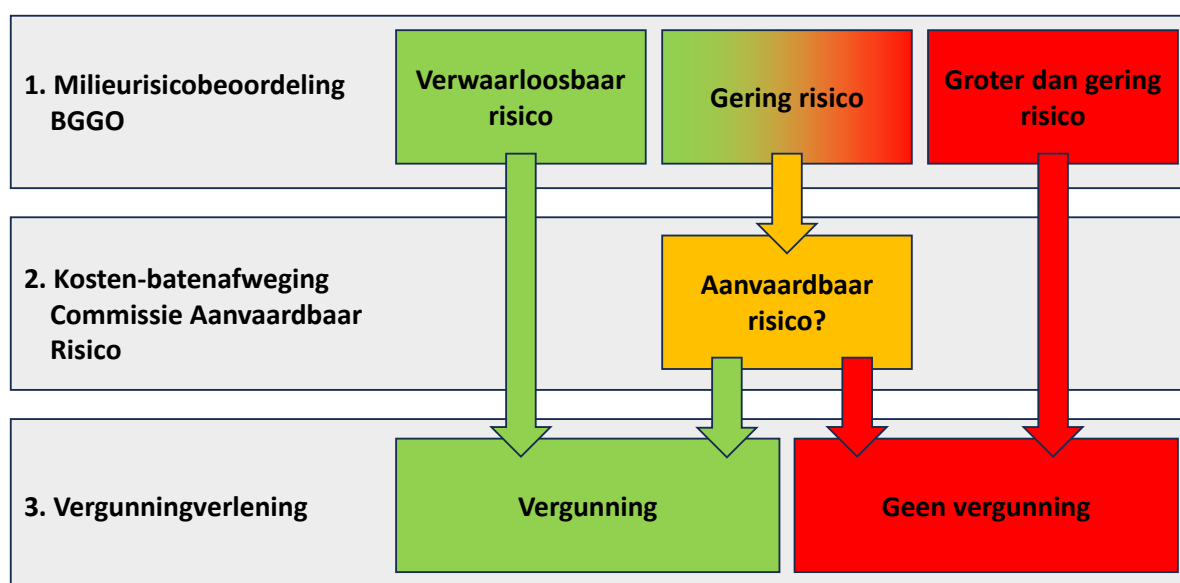 1. Milieurisicobeoordeling
BGGO
Verwaarloosbaar
risico
Gering risico
Groter dan gering
risico
2. Kosten-batenafweging
Commissie Aanvaardbaar
Risico
Aanvaardbaar
risico?
3. Vergunningverlening
Vergunning
Geen vergunning